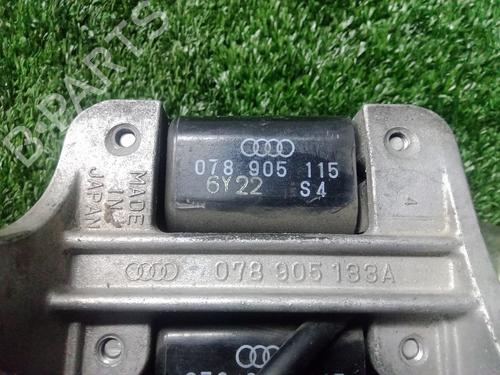 B-PARTS
078 905 115
6Y22 S4
MADE
IN
JAPAN
4
078 905 133A